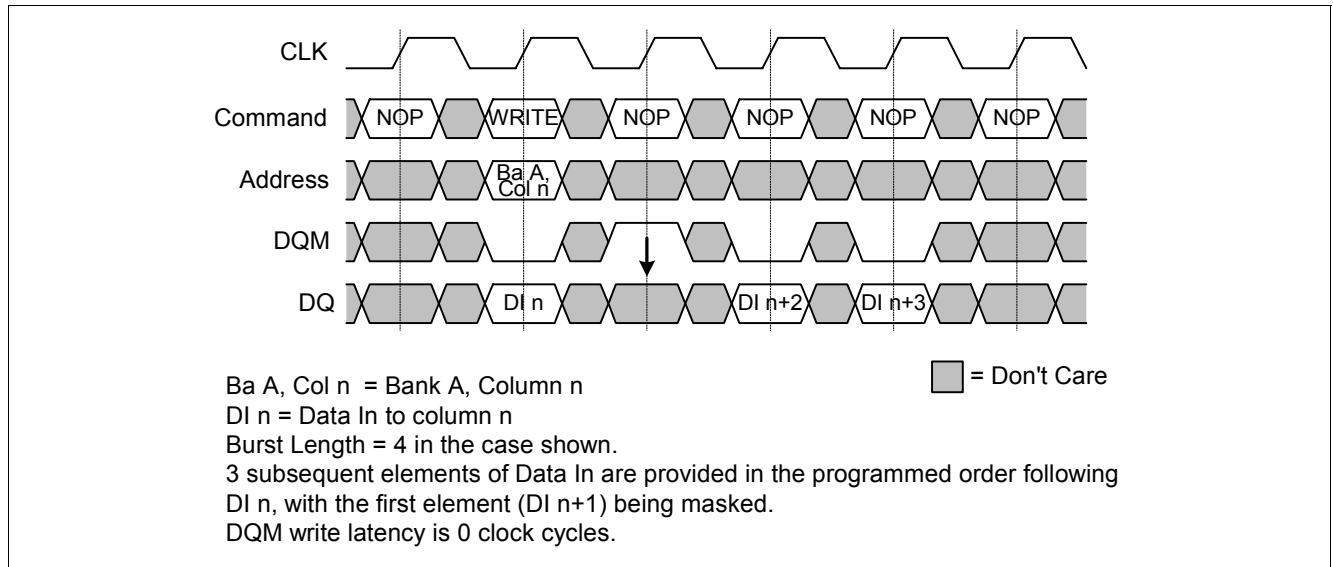 CLK
Command NOP WRITE NOP NOP NOP NOP
Address Ba A,
Col n
DQM
DQ DI n DI n+2 DI n+3
Ba A, Col n = Bank A, Column n
= Don't Care
DI n = Data In to column n
Burst Length = 4 in the case shown.
3 subsequent elements of Data In are provided in the programmed order following
DI n, with the first element (DI n+1) being masked.
DQM write latency is 0 clock cycles.